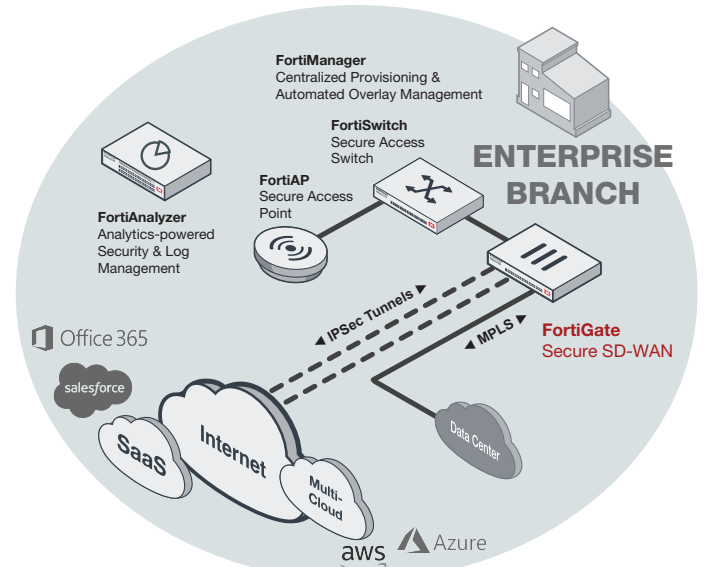 FortiManager
Centralized Provisioning &
Automated Overlay Management
FortiSwitch
Secure Access
Switch
ENTERPRISE
BRANCH
FortiAP
Secure Access
Point
FortiAnalyzer
Analytics-powered
Security & Log
Management
◀ IPSec Tunnels ▶
◀ MPLS ▶
FortiGate
Secure SD-WAN
Office 365
salesforce
SaaS
Internet
Multi-
Cloud
Data Center
aws
Azure